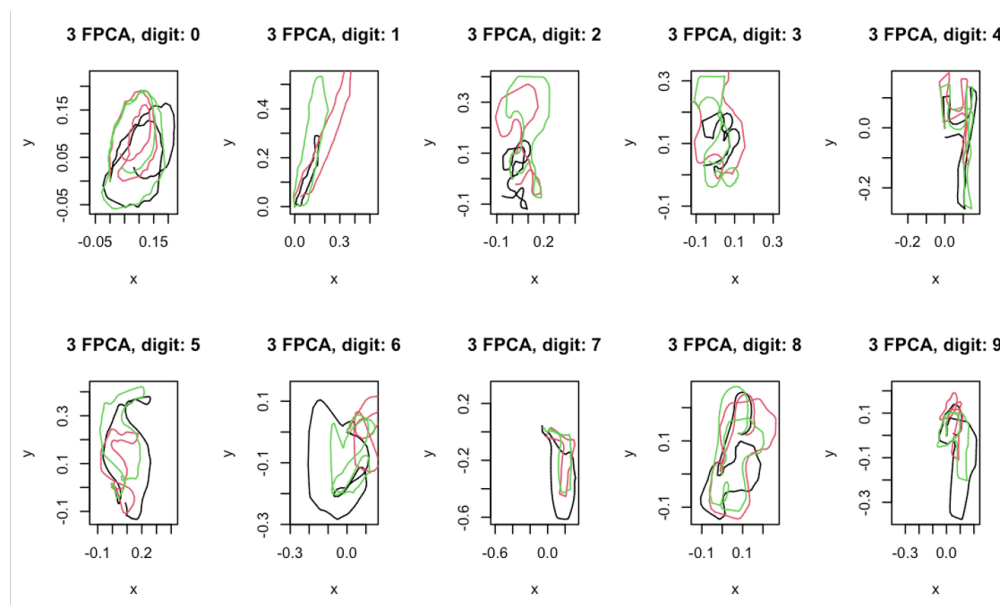 3 FPCA, digit: 0
3 FPCA, digit: 1
3 FPCA, digit: 2
3 FPCA, digit: 3
3 FPCA, digit: 4
y
-0.05 0.05 0.15
-0.05 0.15
x
y
0.0 0.2 0.4
0.0 0.3
x
y
-0.1 0.1 0.3
-0.1 0.2
x
y
-0.1 0.1 0.3
-0.1 0.1 0.3
x
y
-0.2 0.0
-0.2 0.0
x
3 FPCA, digit: 5
3 FPCA, digit: 6
3 FPCA, digit: 7
3 FPCA, digit: 8
3 FPCA, digit: 9
y
-0.1 0.1 0.3
-0.1 0.2
x
y
-0.3 -0.1 0.1
-0.3 0.0
x
y
-0.6 -0.2 0.2
-0.6 0.0
x
y
-0.1 0.1
-0.1 0.1
x
y
-0.3 -0.1 0.1
-0.3 0.0
x